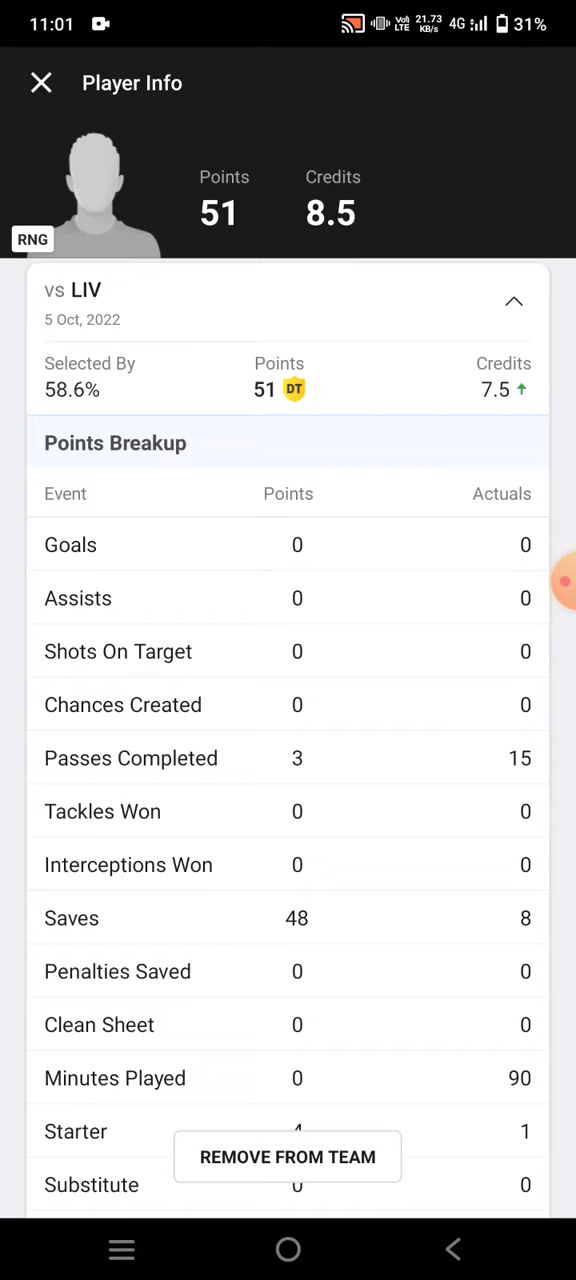 11:01 VoD LTE 21.73 KB/s 4G 31%
Player Info
Points Credits
51 8.5
RNG
vs LIV
5 Oct, 2022
Selected By Points Credits
58.6% 51 DT 7.5
Points Breakup
Event Points Actuals
Goals 0 0
Assists 0 0
Shots On Target 0 0
Chances Created 0 0
Passes Completed 3 15
Tackles Won 0 0
Interceptions Won 0 0
Saves 48 8
Penalties Saved 0 0
Clean Sheet 0 0
Minutes Played 0 90
Starter 4 1
REMOVE FROM TEAM
Substitute 0 0